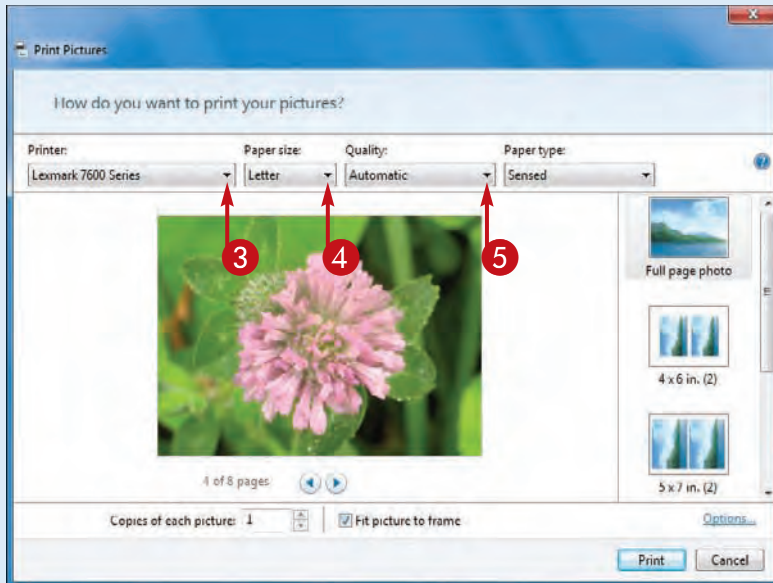 Print Pictures
How do you want to print your pictures?
Printer: Paper size: Quality: Paper type:
Lexmark 7600 Series Letter Automatic Sensed
3 4 5
Full page photo
4 x 6 in. (2)
5 x 7 in. (2)
4 of 8 pages
Copies of each picture: 1 Fit picture to frame Options...
Print Cancel